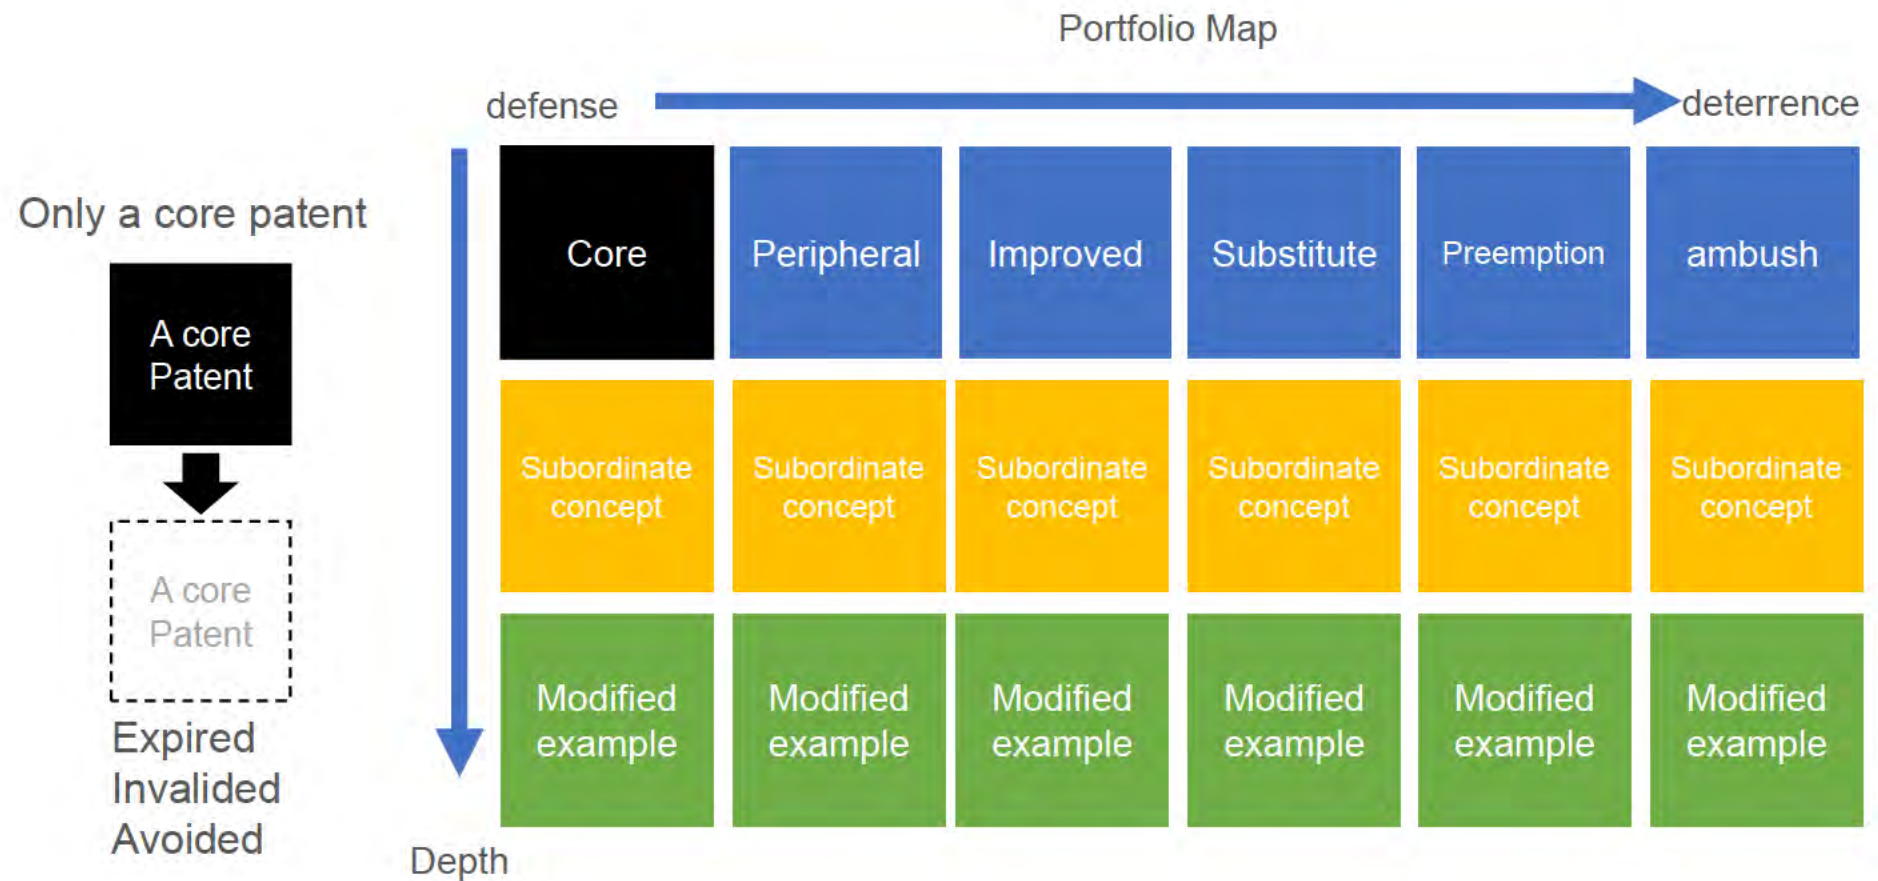 Portfolio Map
defense
deterrence
Only a core patent
A core
Patent
A core
Patent
Expired
Invalided
Avoided
Core
Peripheral
Improved
Substitute
Preemption
ambush
Subordinate
concept
Subordinate
concept
Subordinate
concept
Subordinate
concept
Subordinate
concept
Subordinate
concept
Modified
example
Modified
example
Modified
example
Modified
example
Modified
example
Modified
example
Depth